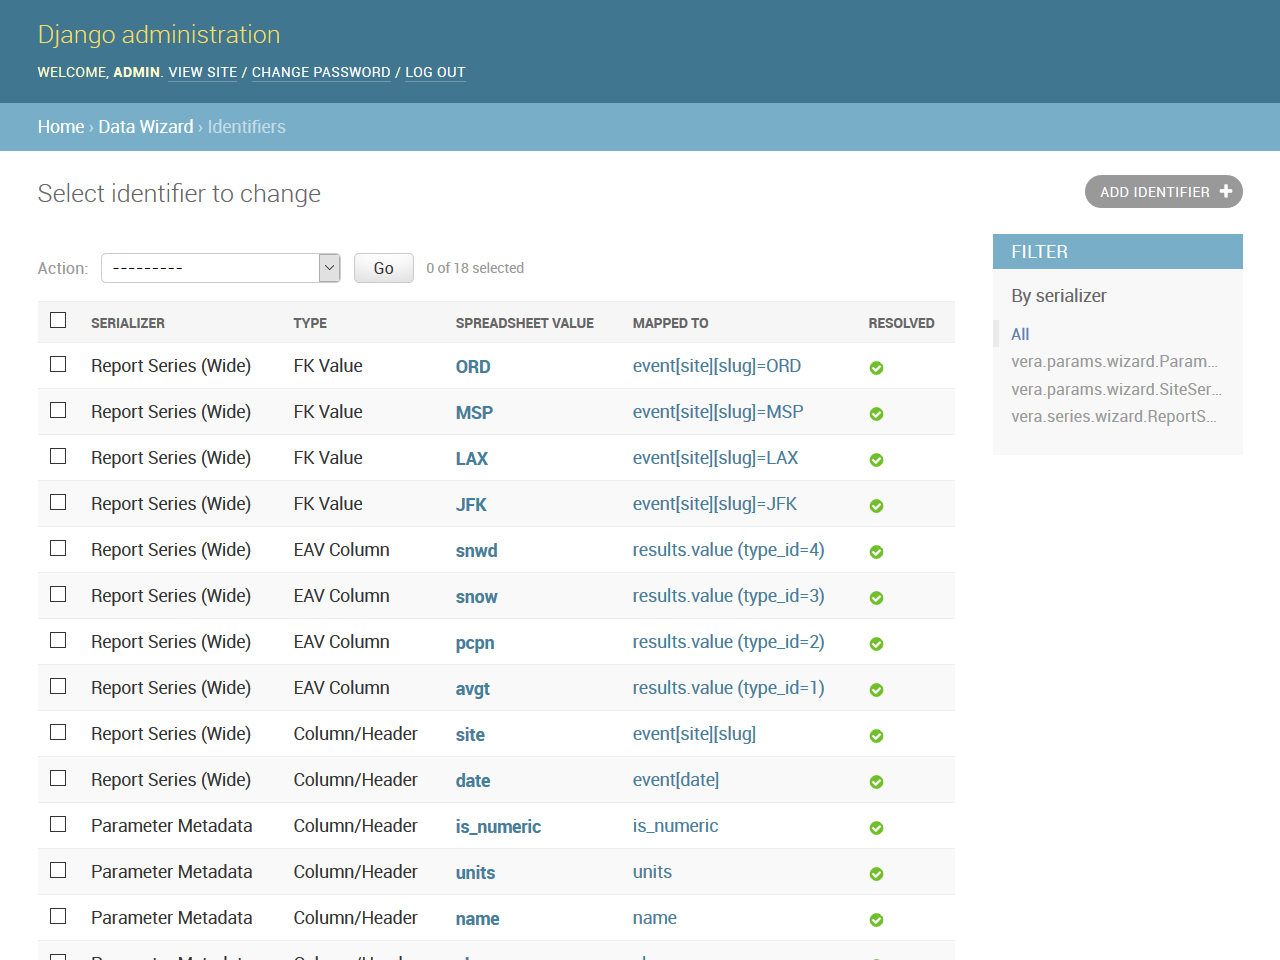 Django administration
WELCOME, ADMIN. VIEW SITE / CHANGE PASSWORD / LOG OUT
Home › Data Wizard › Identifiers
Select identifier to change
ADD IDENTIFIER
Action: --------- Go 0 of 18 selected
SERIALIZER TYPE SPREADSHEET VALUE MAPPED TO RESOLVED
Report Series (Wide) FK Value ORD event[site][slug]=ORD
Report Series (Wide) FK Value MSP event[site][slug]=MSP
Report Series (Wide) FK Value LAX event[site][slug]=LAX
Report Series (Wide) FK Value JFK event[site][slug]=JFK
Report Series (Wide) EAV Column snwd results.value (type_id=4)
Report Series (Wide) EAV Column snow results.value (type_id=3)
Report Series (Wide) EAV Column pcpn results.value (type_id=2)
Report Series (Wide) EAV Column avgt results.value (type_id=1)
Report Series (Wide) Column/Header site event[site][slug]
Report Series (Wide) Column/Header date event[date]
Parameter Metadata Column/Header is_numeric is_numeric
Parameter Metadata Column/Header units units
Parameter Metadata Column/Header name name
FILTER
By serializer
All
vera.params.wizard.Param...
vera.params.wizard.SiteSer...
vera.series.wizard.ReportS...